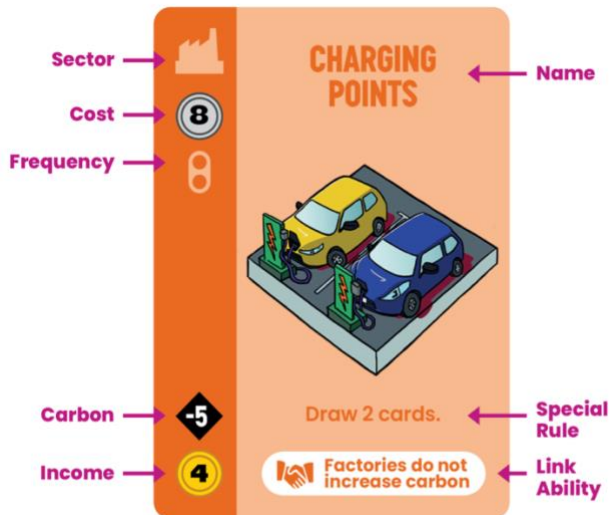 Sector
CHARGING
POINTS
Name
Cost
8
Frequency
Carbon
-5
Draw 2 cards.
Special
Rule
Income
4
Factories do not
increase carbon
Link
Ability